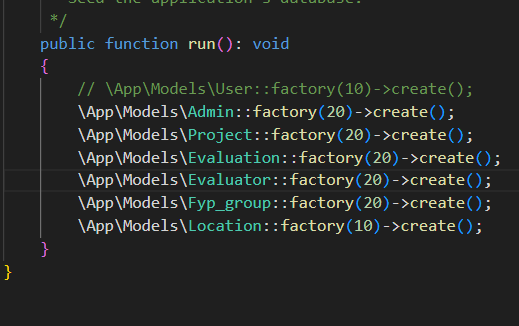 Seed the application's database.
*/
public function run(): void
{
// \App\Models\User::factory(10)->create();
\App\Models\Admin::factory(20)->create();
\App\Models\Project::factory(20)->create();
\App\Models\Evaluation::factory(20)->create();
\App\Models\Evaluator::factory(20)->create();
\App\Models\Fyp_group::factory(20)->create();
\App\Models\Location::factory(10)->create();
}
}